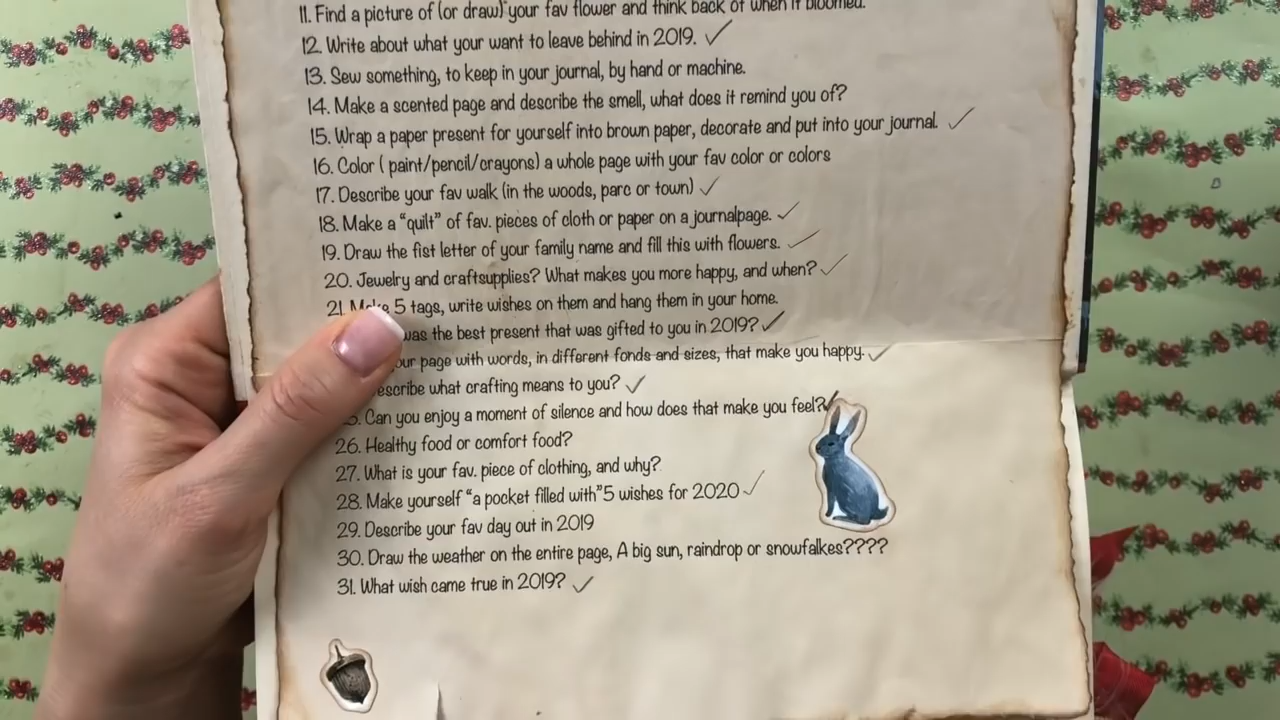 11. Find a picture of (or draw) your fav flower and think back of when it bloomed.
12. Write about what your want to leave behind in 2019. ✓
13. Sew something, to keep in your journal, by hand or machine.
14. Make a scented page and describe the smell, what does it remind you of?
15. Wrap a paper present for yourself into brown paper, decorate and put into your journal. ✓
16. Color ( paint/pencil/crayons) a whole page with your fav color or colors
17. Describe your fav walk (in the woods, parc or town) ✓
18. Make a “quilt” of fav. pieces of cloth or paper on a journalpage. ✓
19. Draw the fist letter of your family name and fill this with flowers. ✓
20. Jewelry and craftsupplies? What makes you more happy, and when? ✓
21. Make 5 tags, write wishes on them and hang them in your home.
was the best present that was gifted to you in 2019? ✓
page with words, in different fonds and sizes, that make you happy. ✓
escribe what crafting means to you? ✓
5. Can you enjoy a moment of silence and how does that make you feel? ✓
26. Healthy food or comfort food?
27. What is your fav. piece of clothing, and why?
28. Make yourself “a pocket filled with”5 wishes for 2020 ✓
29. Describe your fav day out in 2019
30. Draw the weather on the entire page, A big sun, raindrop or snowfalkes????
31. What wish came true in 2019? ✓